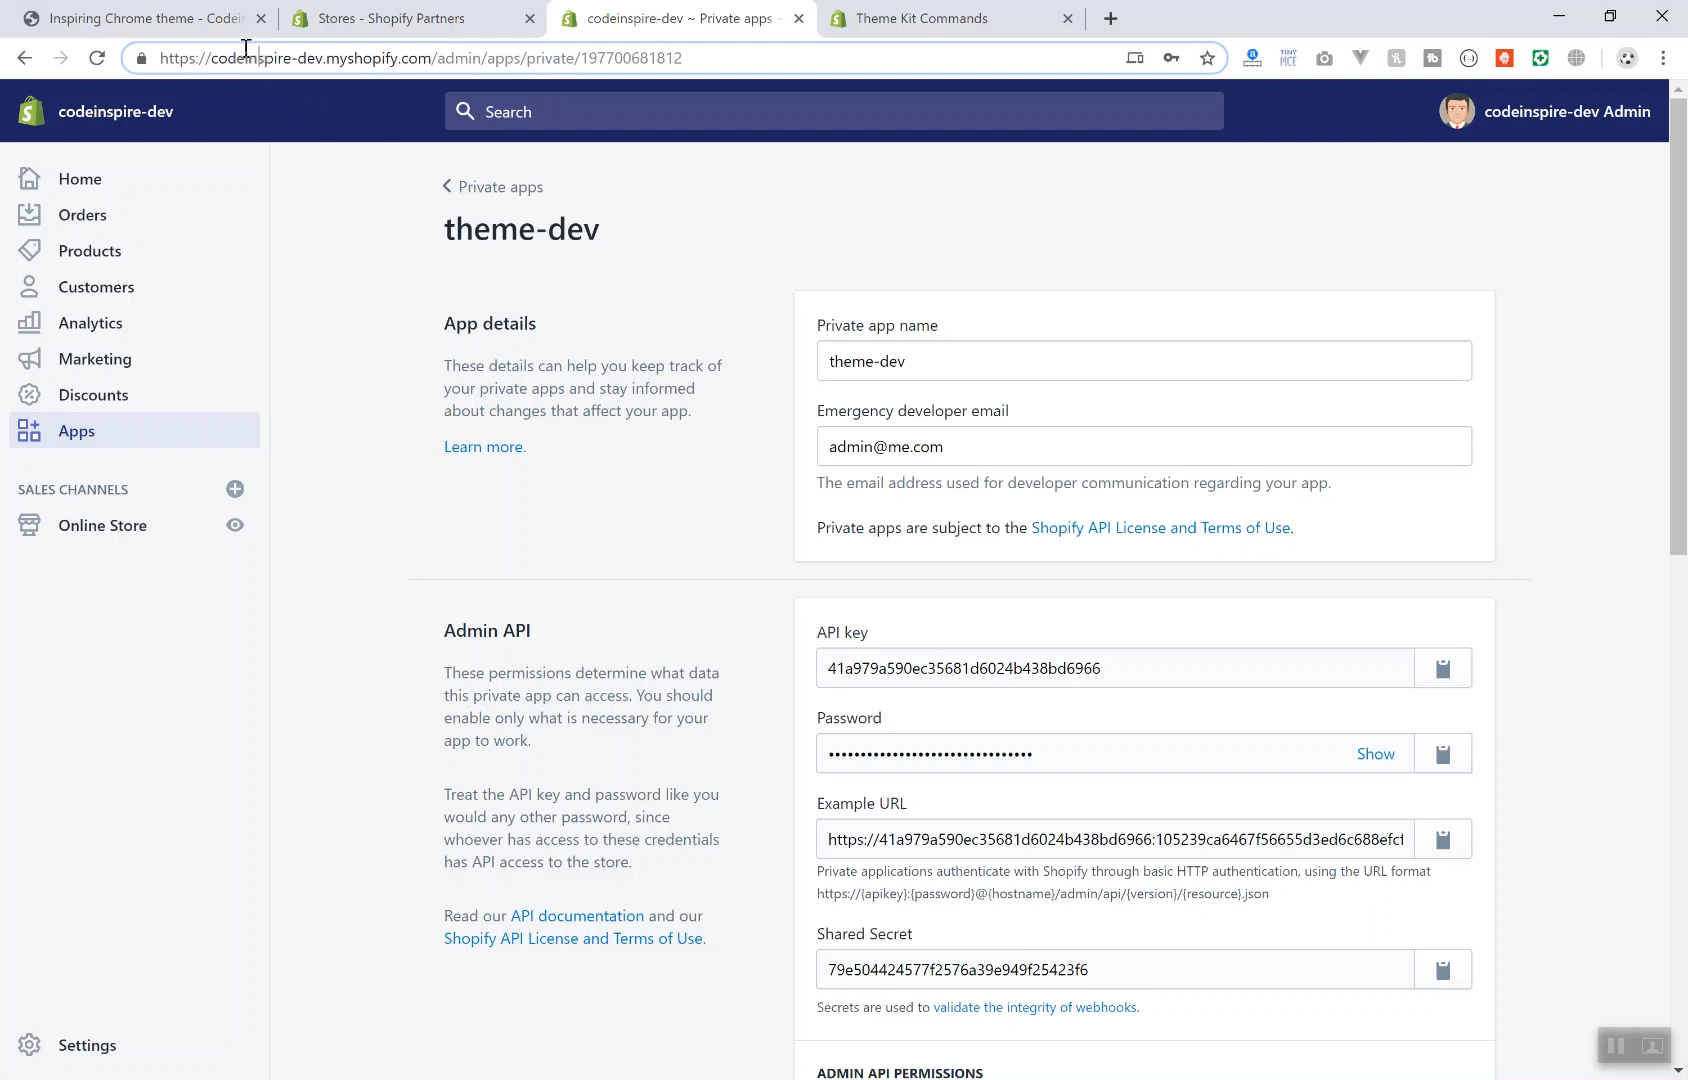 Inspiring Chrome theme - Codein
Stores - Shopify Partners
codeinspire-dev ~ Private apps ~
Theme Kit Commands
https://codeinspire-dev.myshopify.com/admin/apps/private/197700681812
TINY
MCE
codeinspire-dev
Search
codeinspire-dev Admin
Home
Orders
Products
Customers
Analytics
Marketing
Discounts
Apps
SALES CHANNELS
Online Store
Settings
Private apps
theme-dev
App details
These details can help you keep track of
your private apps and stay informed
about changes that affect your app.
Learn more.
Private app name
theme-dev
Emergency developer email
admin@me.com
The email address used for developer communication regarding your app.
Private apps are subject to the Shopify API License and Terms of Use.
Admin API
These permissions determine what data
this private app can access. You should
enable only what is necessary for your
app to work.
Treat the API key and password like you
would any other password, since
whoever has access to these credentials
has API access to the store.
Read our API documentation and our
Shopify API License and Terms of Use.
API key
41a979a590ec35681d6024b438bd6966
Password
••••••••••••••••••••••••••••••••
Show
Example URL
https://41a979a590ec35681d6024b438bd6966:105239ca6467f56655d3ed6c688efcf
Private applications authenticate with Shopify through basic HTTP authentication, using the URL format
https://{apikey}:{password}@{hostname}/admin/api/{version}/{resource}.json
Shared Secret
79e504424577f2576a39e949f25423f6
Secrets are used to validate the integrity of webhooks.
ADMIN API PERMISSIONS